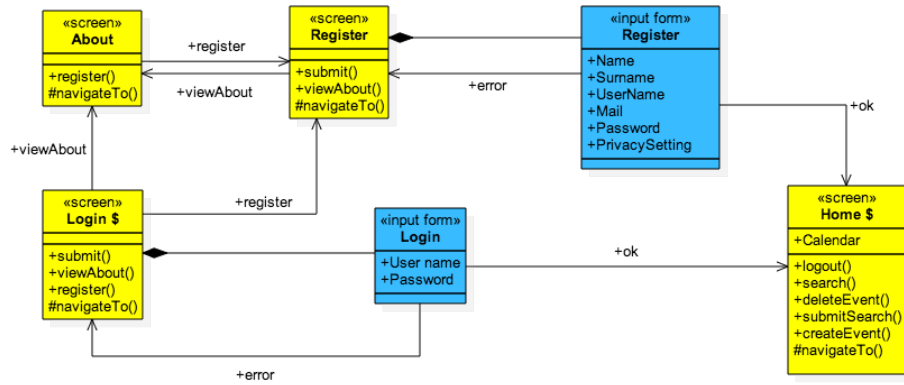 «screen»
About
+register()
#navigateTo()
+register
+viewAbout
«screen»
Register
+submit()
+viewAbout()
#navigateTo()
+error
«input form»
Register
+Name
+Surname
+UserName
+Mail
+Password
+PrivacySetting
+ok
+viewAbout
«screen»
Login $
+submit()
+viewAbout()
+register()
#navigateTo()
+register
«input form»
Login
+User name
+Password
+ok
+error
«screen»
Home $
+Calendar
+logout()
+search()
+deleteEvent()
+submitSearch()
+createEvent()
#navigateTo()